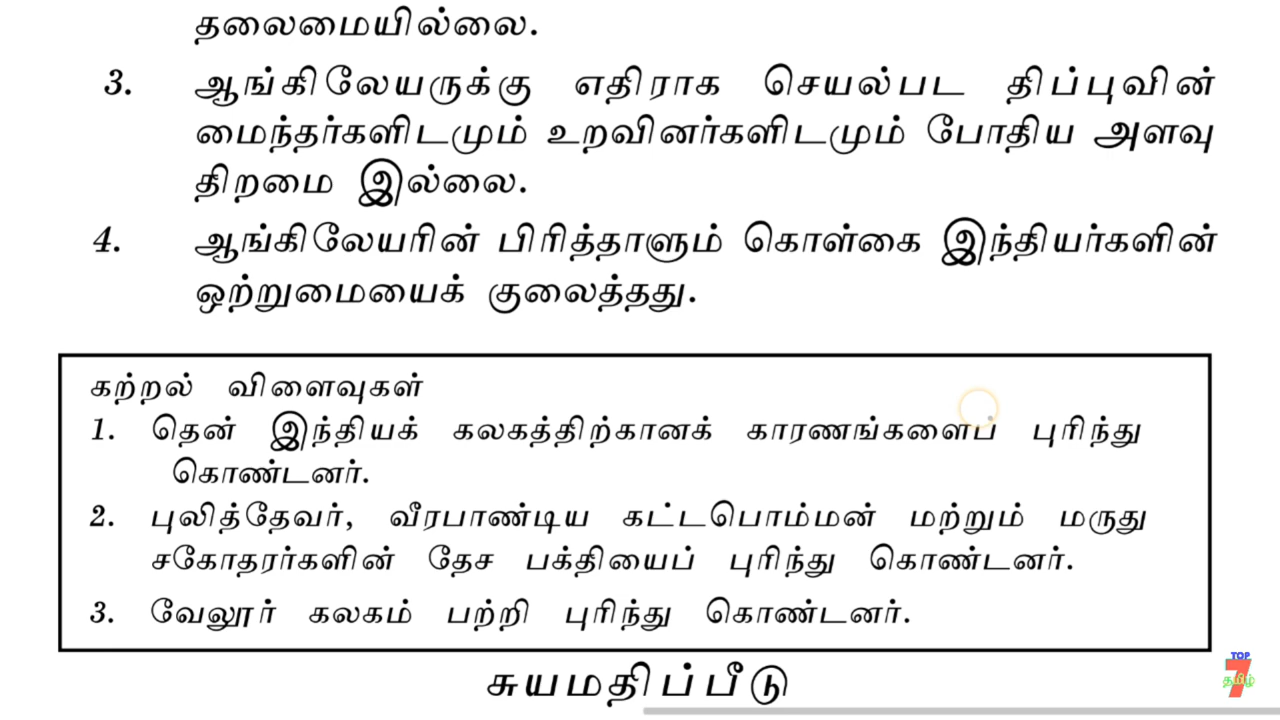 தலைமையில்லை.
3. ஆங்கிலேயருக்கு எதிராக செயல்பட திப்புவின்
மைந்தர்களிடமும் உறவினர்களிடமும் போதிய அளவு
திறமை இல்லை.
4. ஆங்கிலேயரின் பிரித்தாளும் கொள்கை இந்தியர்களின்
ஒற்றுமையைக் குலைத்தது.
கற்றல் விளைவுகள்
1. தென் இந்தியக் கலகத்திற்கானக் காரணங்களைப் புரிந்து
கொண்டனர்.
2. புலித்தேவர், வீரபாண்டிய கட்டபொம்மன் மற்றும் மருது
சகோதரர்களின் தேச பக்தியைப் புரிந்து கொண்டனர்.
3. வேலூர் கலகம் பற்றி புரிந்து கொண்டனர்.
சுயமதிப்பீடு
TOP
7
தமிழ்